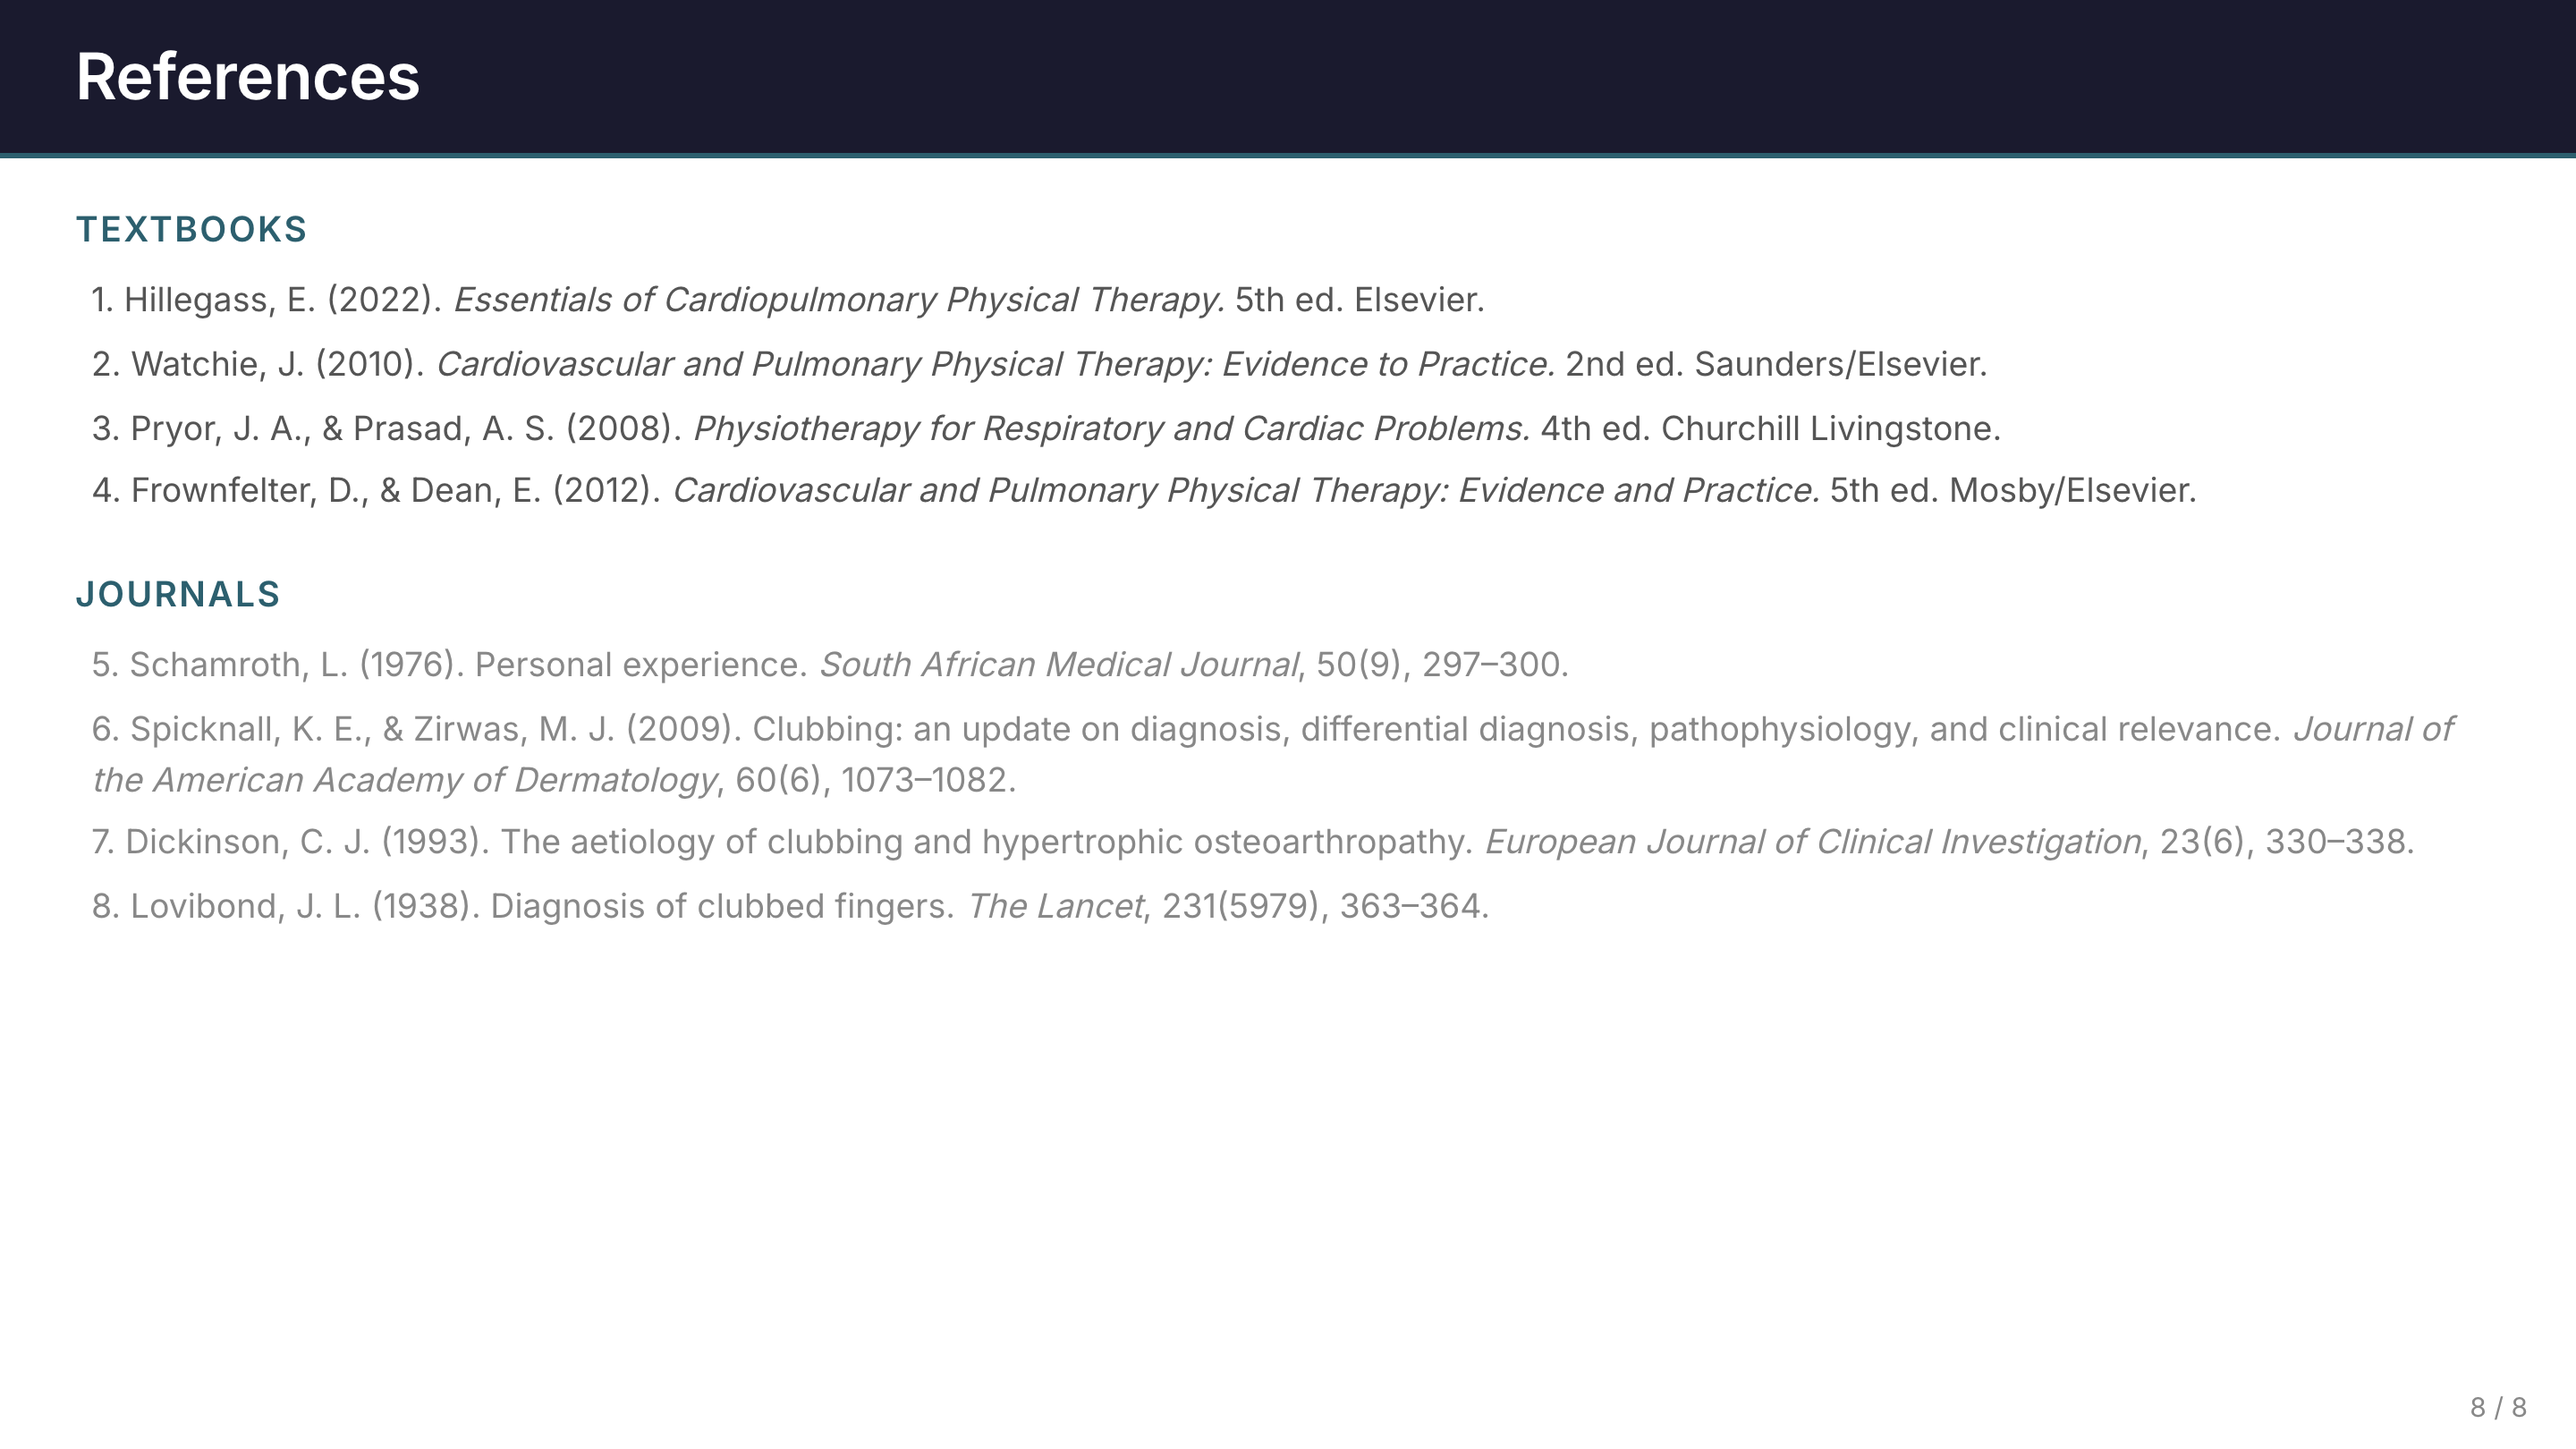 References
TEXTBOOKS
1. Hillegass, E. (2022). Essentials of Cardiopulmonary Physical Therapy. 5th ed. Elsevier.
2. Watchie, J. (2010). Cardiovascular and Pulmonary Physical Therapy: Evidence to Practice. 2nd ed. Saunders/Elsevier.
3. Pryor, J. A., & Prasad, A. S. (2008). Physiotherapy for Respiratory and Cardiac Problems. 4th ed. Churchill Livingstone.
4. Frownfelter, D., & Dean, E. (2012). Cardiovascular and Pulmonary Physical Therapy: Evidence and Practice. 5th ed. Mosby/Elsevier.
JOURNALS
5. Schamroth, L. (1976). Personal experience. South African Medical Journal, 50(9), 297–300.
6. Spicknall, K. E., & Zirwas, M. J. (2009). Clubbing: an update on diagnosis, differential diagnosis, pathophysiology, and clinical relevance. Journal of
the American Academy of Dermatology, 60(6), 1073–1082.
7. Dickinson, C. J. (1993). The aetiology of clubbing and hypertrophic osteoarthropathy. European Journal of Clinical Investigation, 23(6), 330–338.
8. Lovibond, J. L. (1938). Diagnosis of clubbed fingers. The Lancet, 231(5979), 363–364.
8 / 8